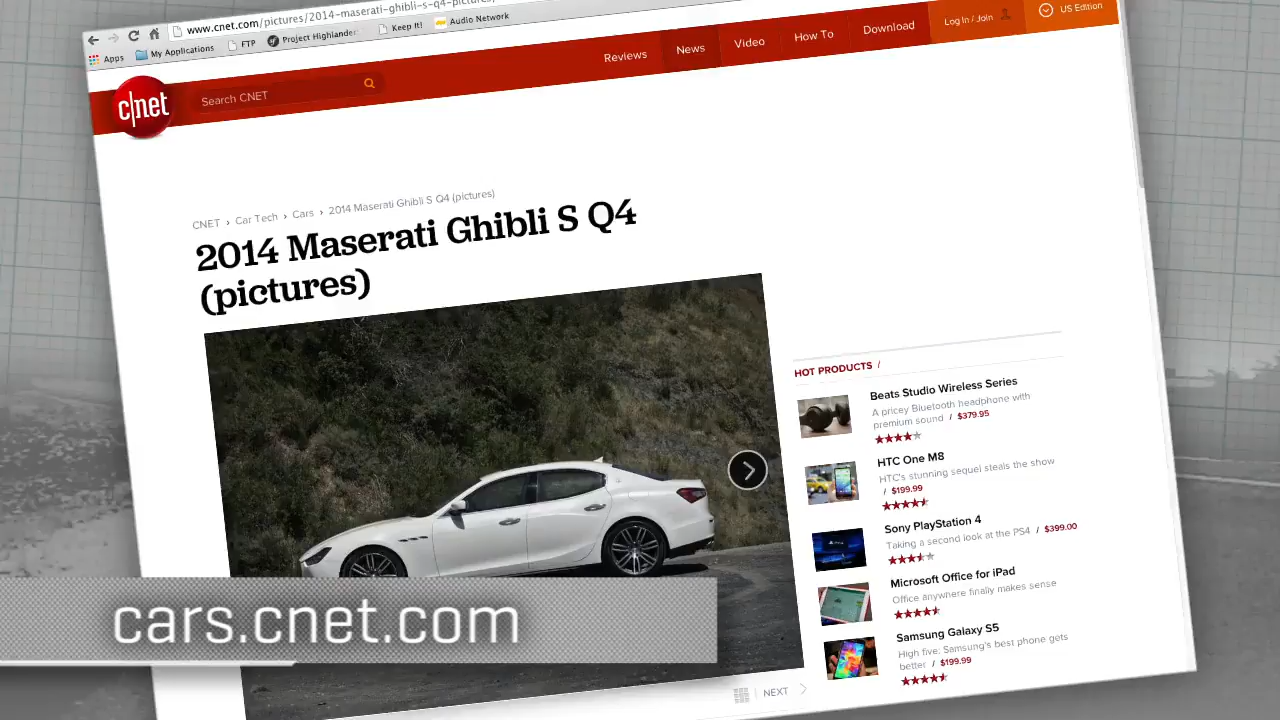 www.cnet.com/pictures/2014-maserati-ghibli-s-q4-pictures/
Apps
My Applications
FTP
Project Highlander
Keep It!
Audio Network
c|net
Search CNET
Reviews
News
Video
How To
Download
Log In / Join
US Edition
CNET › Car Tech › Cars › 2014 Maserati Ghibli S Q4 (pictures)
2014 Maserati Ghibli S Q4
(pictures)
HOT PRODUCTS /
Beats Studio Wireless Series
A pricey Bluetooth headphone with
premium sound / $379.95
HTC One M8
HTC's stunning sequel steals the show
/ $199.99
Sony PlayStation 4
Taking a second look at the PS4 / $399.00
Microsoft Office for iPad
Office anywhere finally makes sense
Samsung Galaxy S5
High five: Samsung's best phone gets
better / $199.99
NEXT
cars.cnet.com